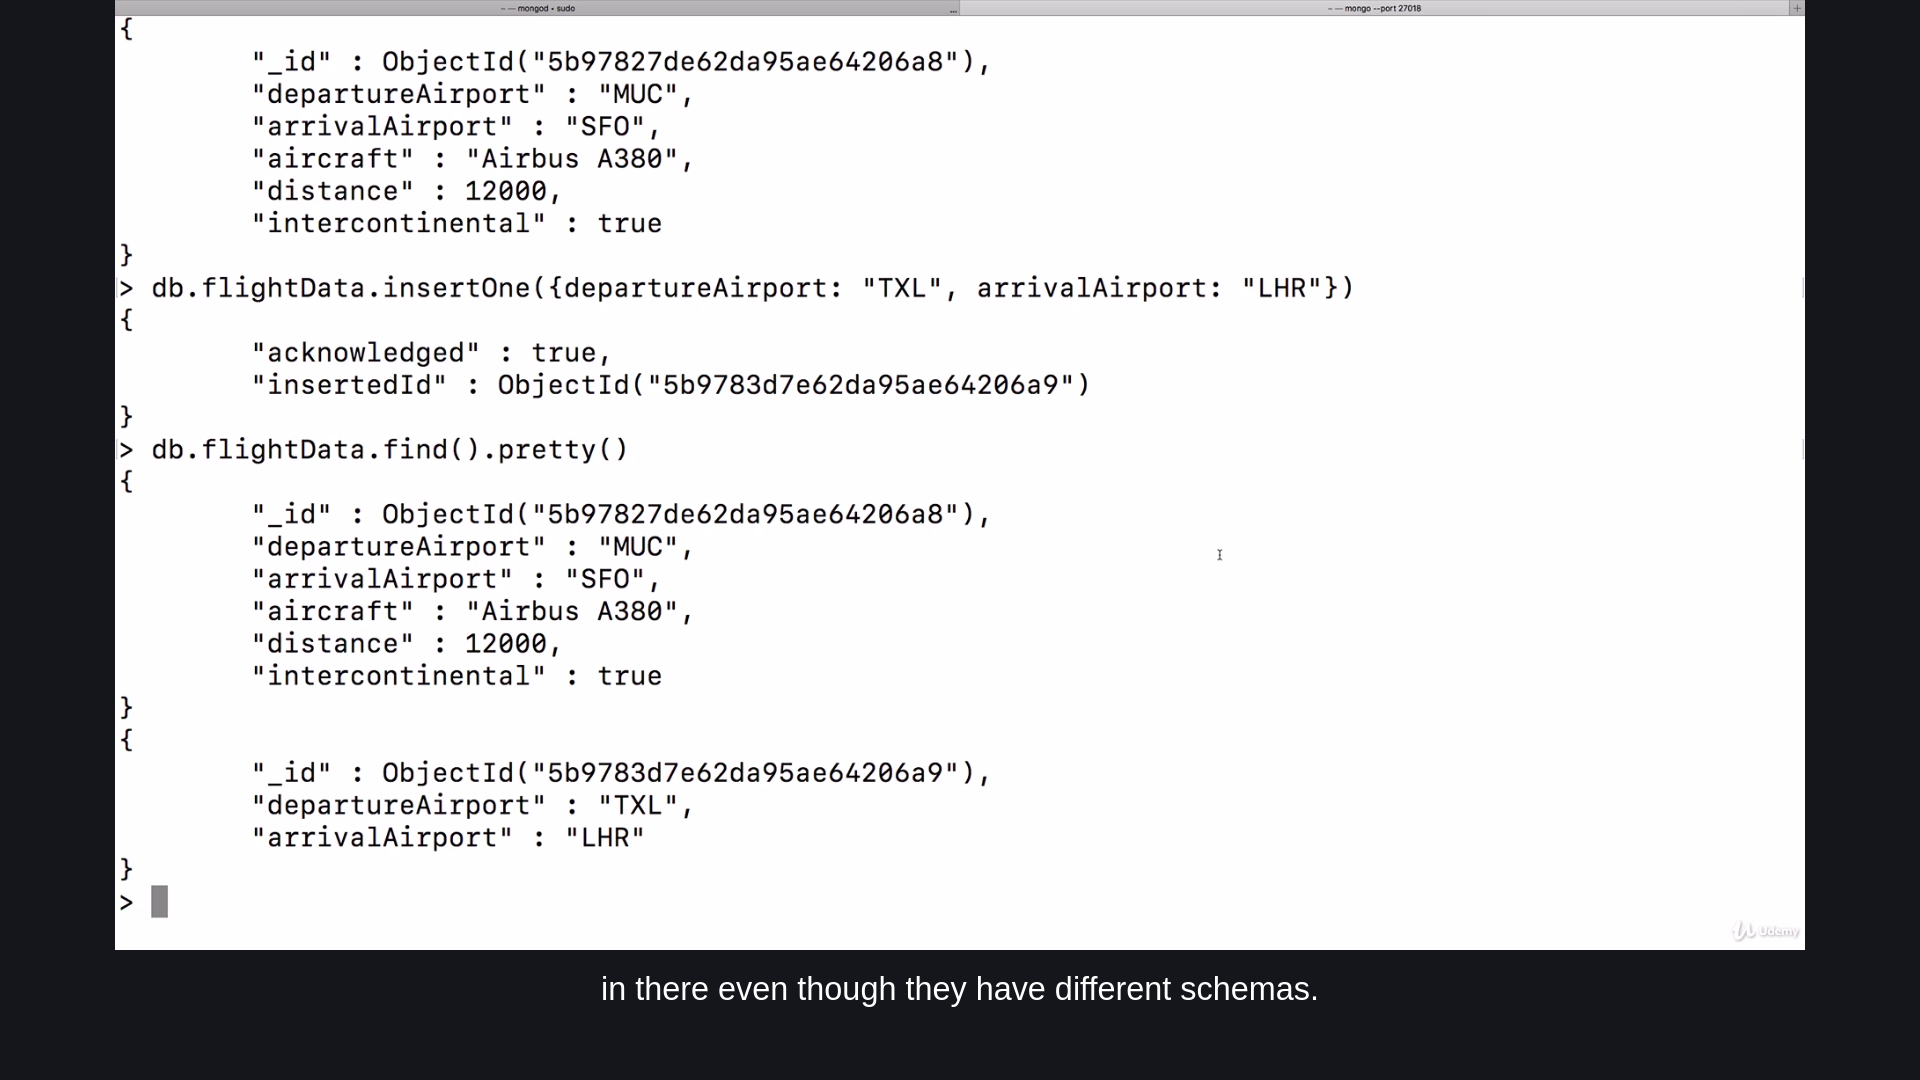 ~ — mongod • sudo ... ~ — mongo --port 27018 +
{
"_id" : ObjectId("5b97827de62da95ae64206a8"),
"departureAirport" : "MUC",
"arrivalAirport" : "SFO",
"aircraft" : "Airbus A380",
"distance" : 12000,
"intercontinental" : true
}
> db.flightData.insertOne({departureAirport: "TXL", arrivalAirport: "LHR"})
{
"acknowledged" : true,
"insertedId" : ObjectId("5b9783d7e62da95ae64206a9")
}
> db.flightData.find().pretty()
{
"_id" : ObjectId("5b97827de62da95ae64206a8"),
"departureAirport" : "MUC",
"arrivalAirport" : "SFO",
"aircraft" : "Airbus A380",
"distance" : 12000,
"intercontinental" : true
}
{
"_id" : ObjectId("5b9783d7e62da95ae64206a9"),
"departureAirport" : "TXL",
"arrivalAirport" : "LHR"
}
>
Udemy
in there even though they have different schemas.